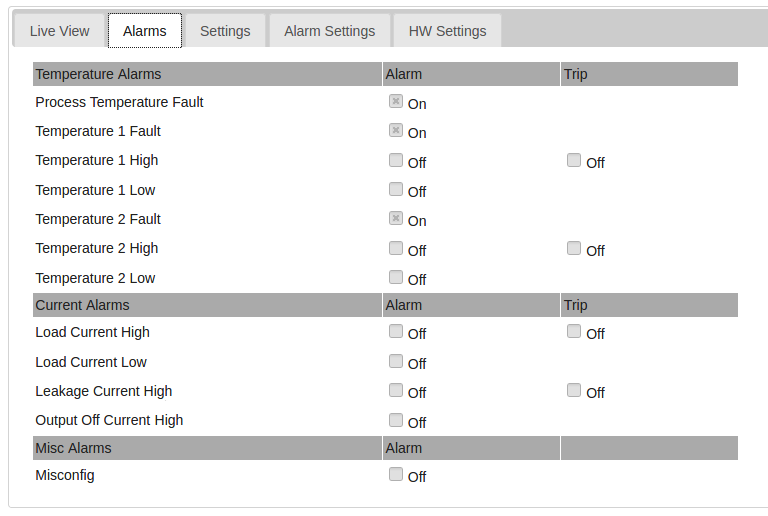 Live View Alarms Settings Alarm Settings HW Settings
Temperature Alarms Alarm Trip
Process Temperature Fault On
Temperature 1 Fault On
Temperature 1 High Off Off
Temperature 1 Low Off
Temperature 2 Fault On
Temperature 2 High Off Off
Temperature 2 Low Off
Current Alarms Alarm Trip
Load Current High Off Off
Load Current Low Off
Leakage Current High Off Off
Output Off Current High Off
Misc Alarms Alarm
Misconfig Off